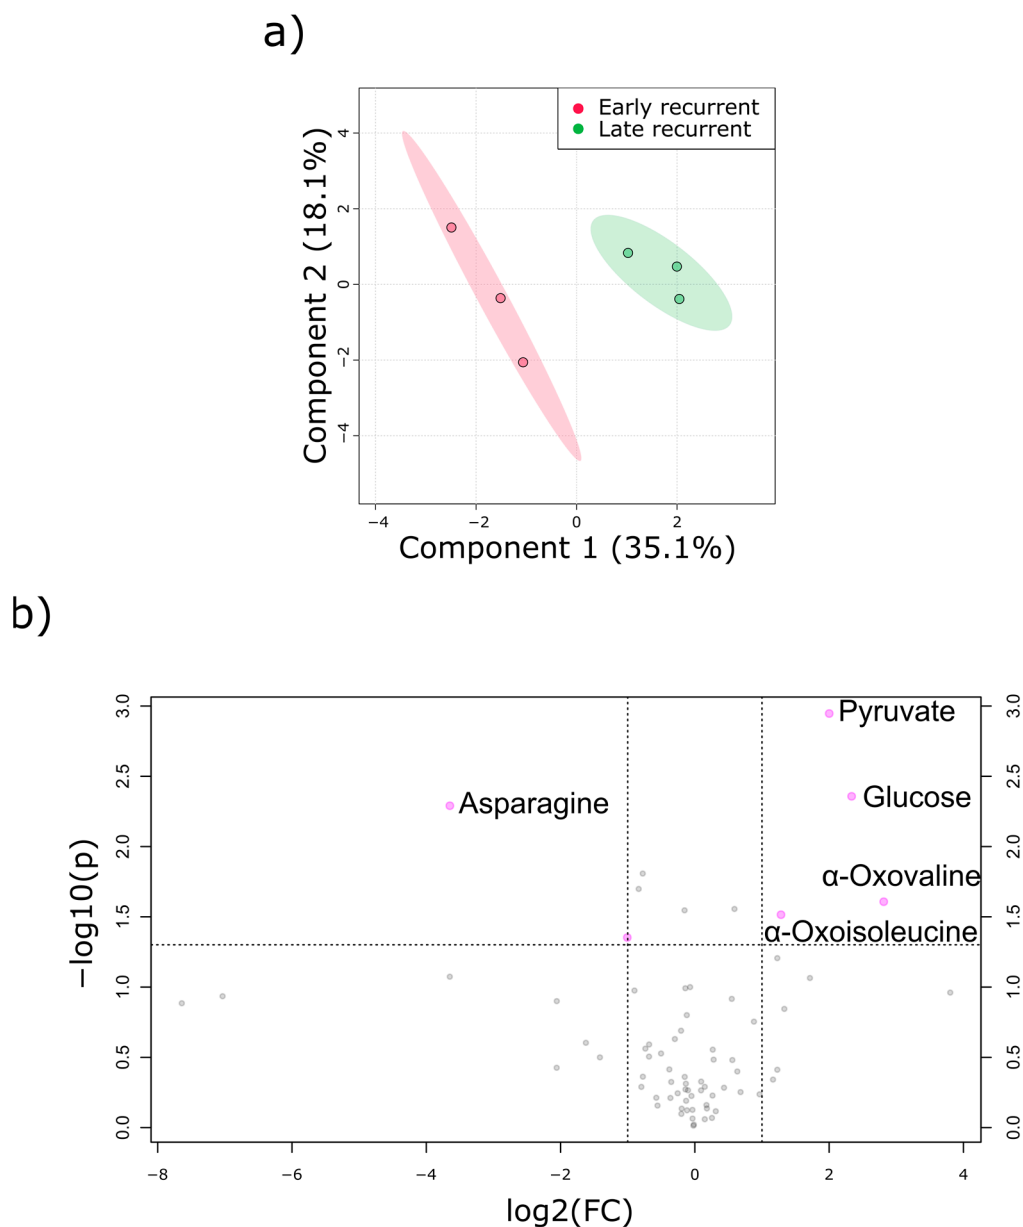 a)
Early recurrent
Late recurrent
Component 2 (18.1%)
4
2
0
−2
−4
−4
−2
0
2
Component 1 (35.1%)
b)
−log10(p)
3.0
2.5
2.0
1.5
1.0
0.5
0.0
Pyruvate
Asparagine
Glucose
α-Oxovaline
α-Oxoisoleucine
3.0
2.5
2.0
1.5
1.0
0.5
0.0
−8
−6
−4
−2
0
2
4
log2(FC)